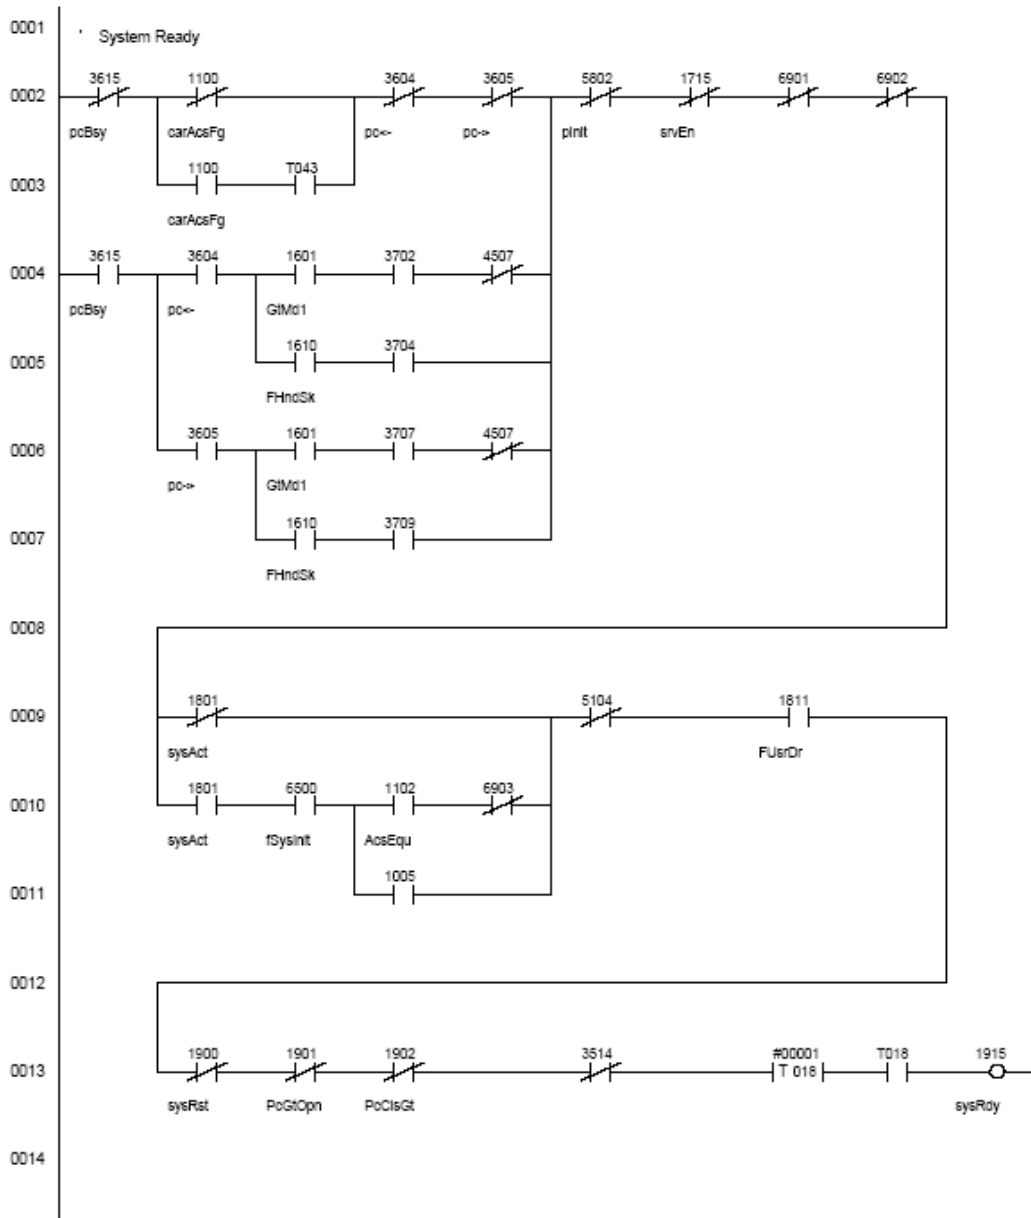 0001 ' System Ready
3615 1100 3604 3605 5802 1715 6901 6902
0002
pcBsy carAcsFg pc<- pc-> pInit srvEn
1100 T043
0003
carAcsFg
3615 3604 1601 3702 4507
0004
pcBsy pc<- GtMd1
1610 3704
0005
FHndSk
3605 1601 3707 4507
0006
pc-> GtMd1
1610 3709
0007
FHndSk
0008
1801 5104 1811
0009
sysAct FUsrDr
1801 6500 1102 6903
0010
sysAct fSysInit AcsEqu
1005
0011
0012
1900 1901 1902 3514 #00001 T018 1915
0013 T 018
sysRst PcGtOpn PcClsGt sysRdy
0014